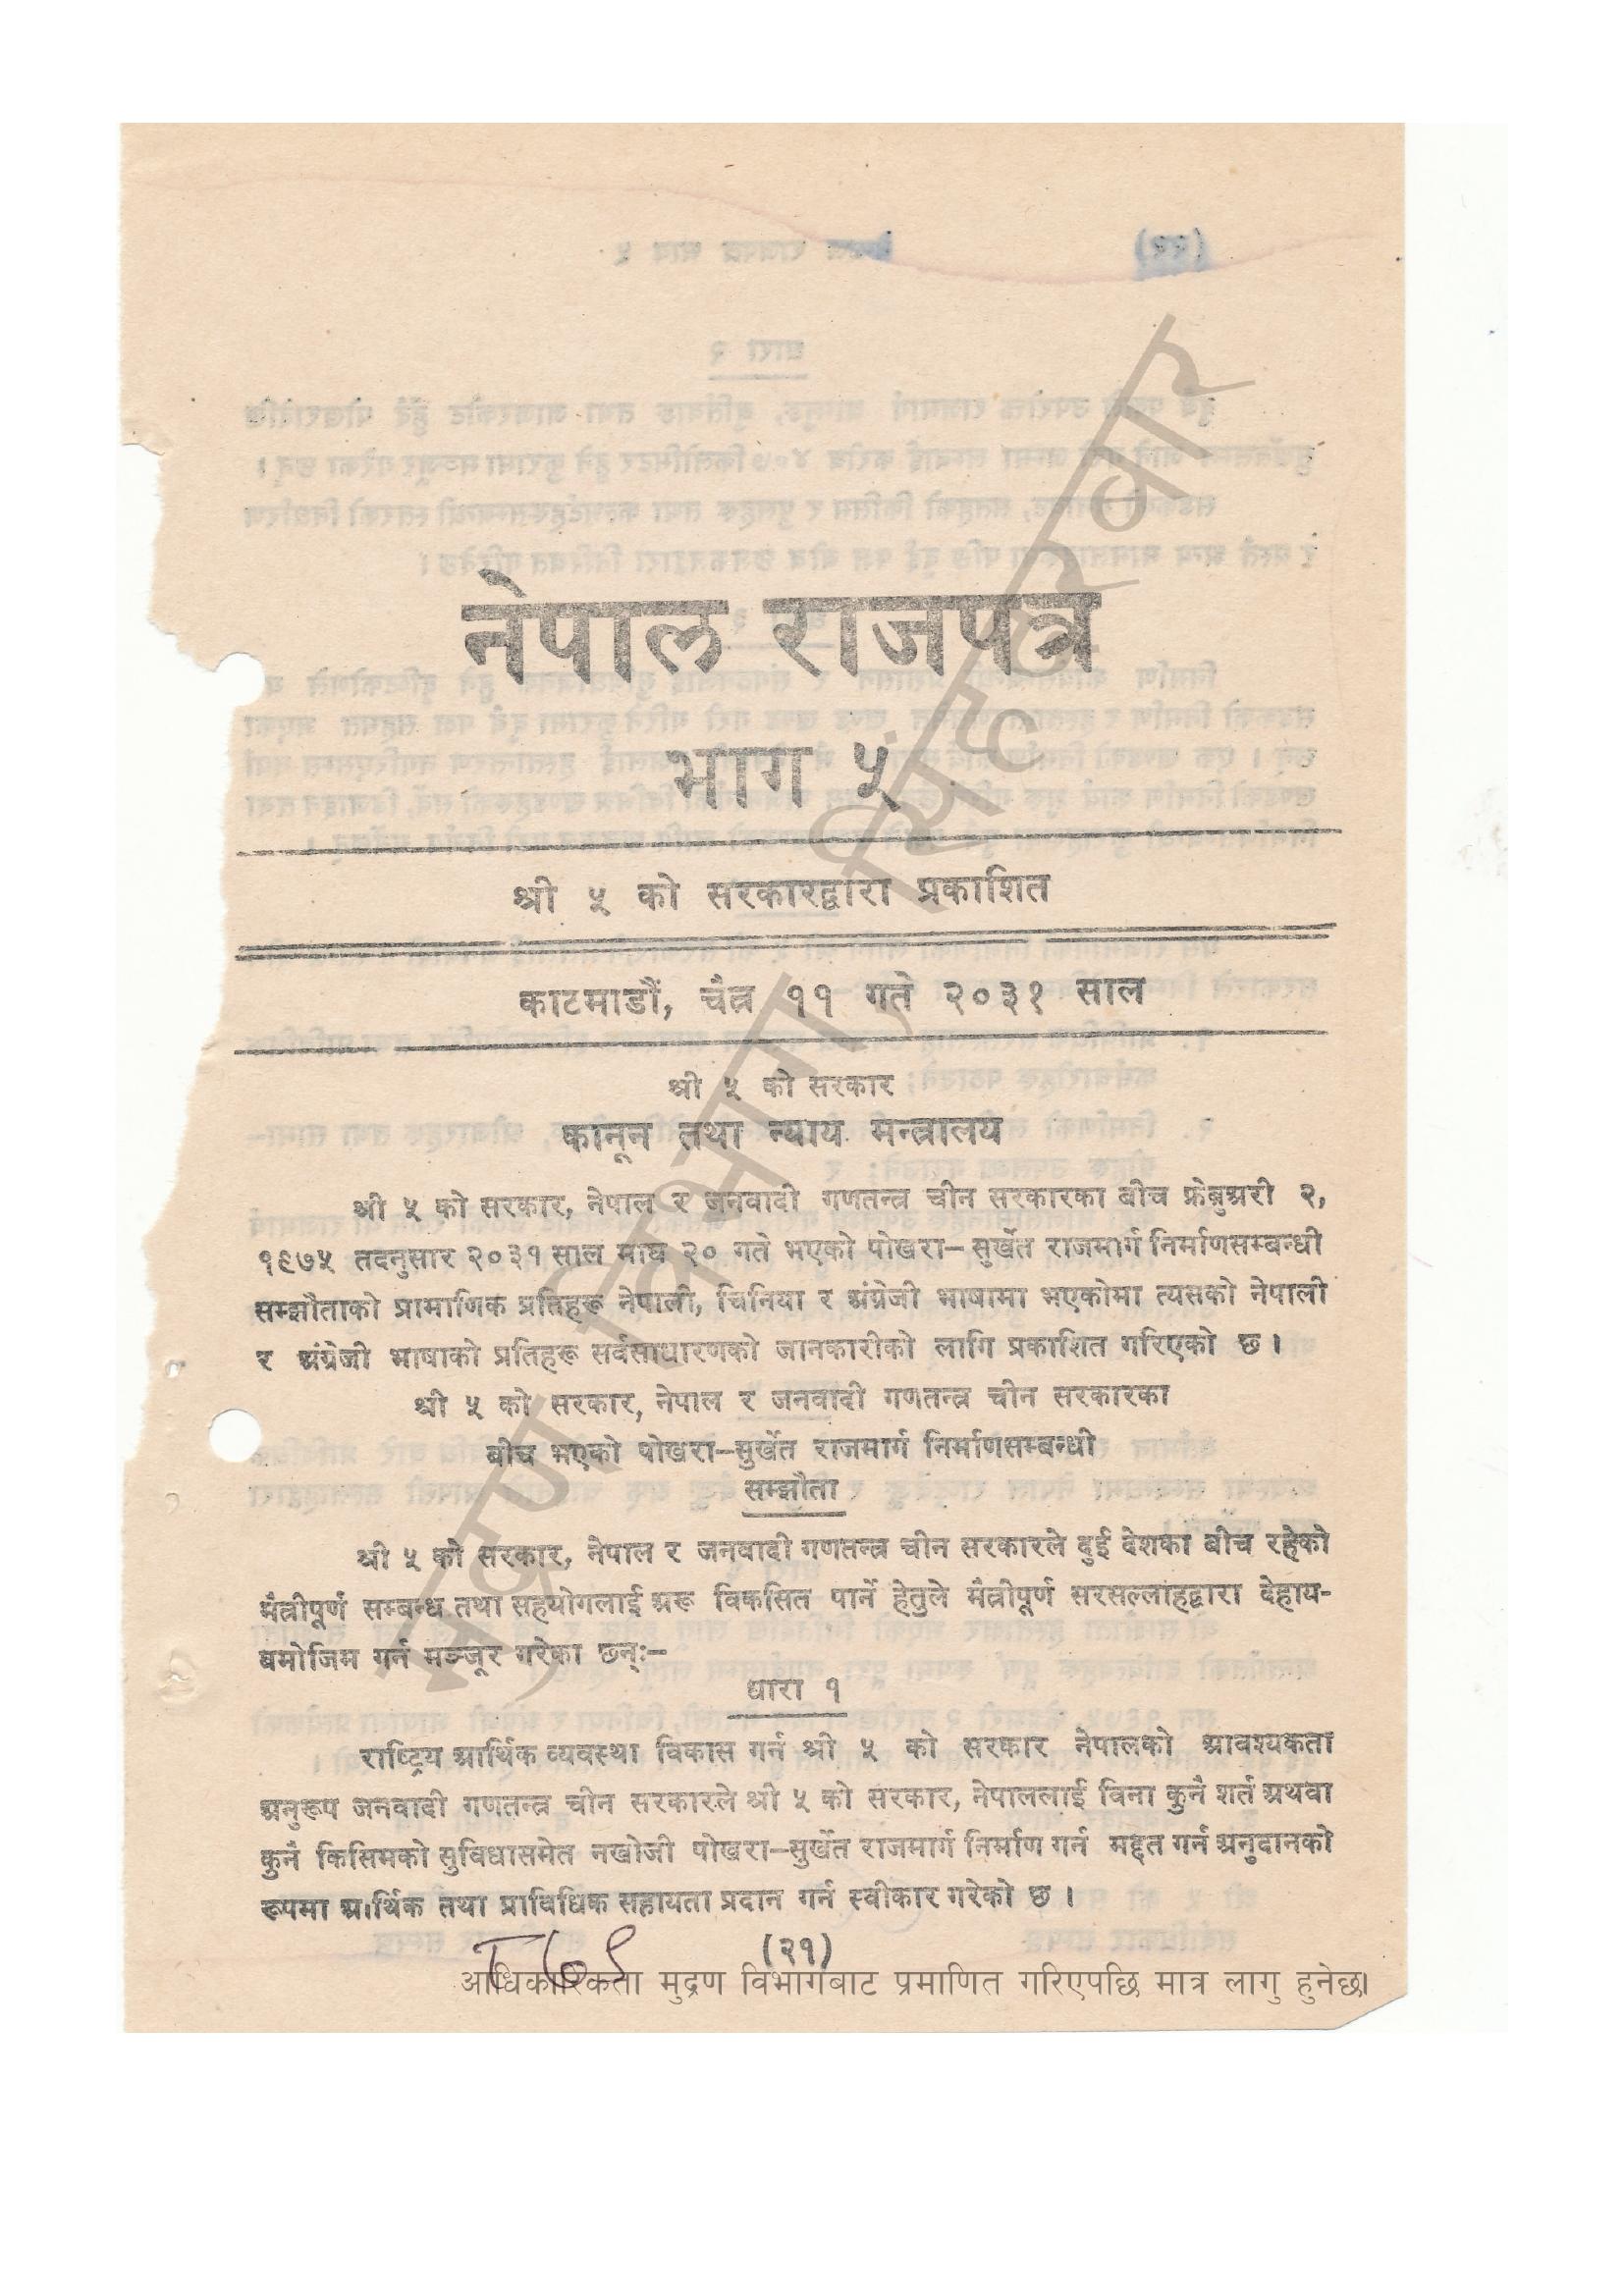 नेपाल राजपत्र
भाग ५
श्री ५ को सरकारद्वारा प्रकाशित
काटमाडौं, चैत्र ११ गते २०३१ साल
श्री ५ को सरकार
कानून तथा न्याय मन्त्रालय
श्री ५ को सरकार, नेपाल र जनवादी गणतन्त्र चीन सरकारका बीच फ्रेब्रुअरी २,
१९७५ तदनुसार २०३१ साल माघ २० गते भएको पोखरा–सुर्खेत राजमार्ग निर्माणसम्बन्धी
सम्झौताको प्रामाणिक प्रतिहरू नेपाली, चिनिया र अंग्रेजी भाषामा भएकोमा त्यसको नेपाली
र अंग्रेजी भाषाको प्रतिहरू सर्वसाधारणको जानकारीको लागि प्रकाशित गरिएको छ ।
श्री ५ को सरकार, नेपाल र जनवादी गणतन्त्र चीन सरकारका
बीच भएको पोखरा–सुर्खेत राजमार्ग निर्माणसम्बन्धी
सम्झौता
श्री ५ को सरकार, नेपाल र जनवादी गणतन्त्र चीन सरकारले दुई देशका बीच रहेको
मैत्रीपूर्ण सम्बन्ध तथा सहयोगलाई अरू विकसित पार्ने हेतुले मैत्रीपूर्ण सरसल्लाहद्वारा देहाय-
बमोजिम गर्न मञ्जूर गरेका छन्ः–
धारा १
राष्ट्रिय आर्थिक व्यवस्था विकास गर्न श्री ५ को सरकार नेपालको आवश्यकता
अनुरूप जनवादी गणतन्त्र चीन सरकारले श्री ५ को सरकार, नेपाललाई विना कुनै शर्त अथवा
कुनै किसिमको सुविधासमेत नखोजी पोखरा–सुर्खेत राजमार्ग निर्माण गर्न मद्दत गर्न अनुदानको
रूपमा आर्थिक तथा प्राविधिक सहायता प्रदान गर्न स्वीकार गरेको छ ।
(२१)
आधिकारिकता मुद्रण विभागबाट प्रमाणित गरिएपछि मात्र लागु हुनेछ।